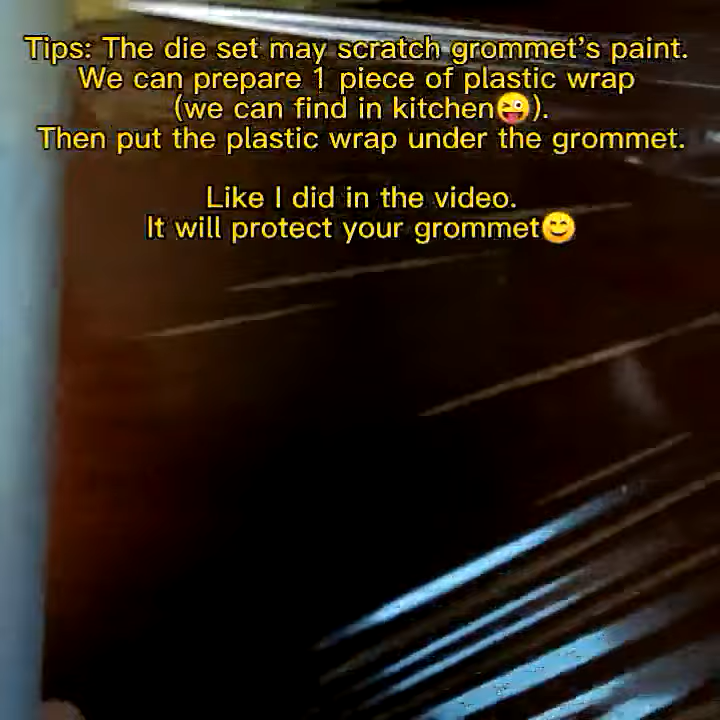 Tips: The die set may scratch grommet's paint.
We can prepare 1 piece of plastic wrap
(we can find in kitchen😜).
Then put the plastic wrap under the grommet.
Like I did in the video.
It will protect your grommet😊